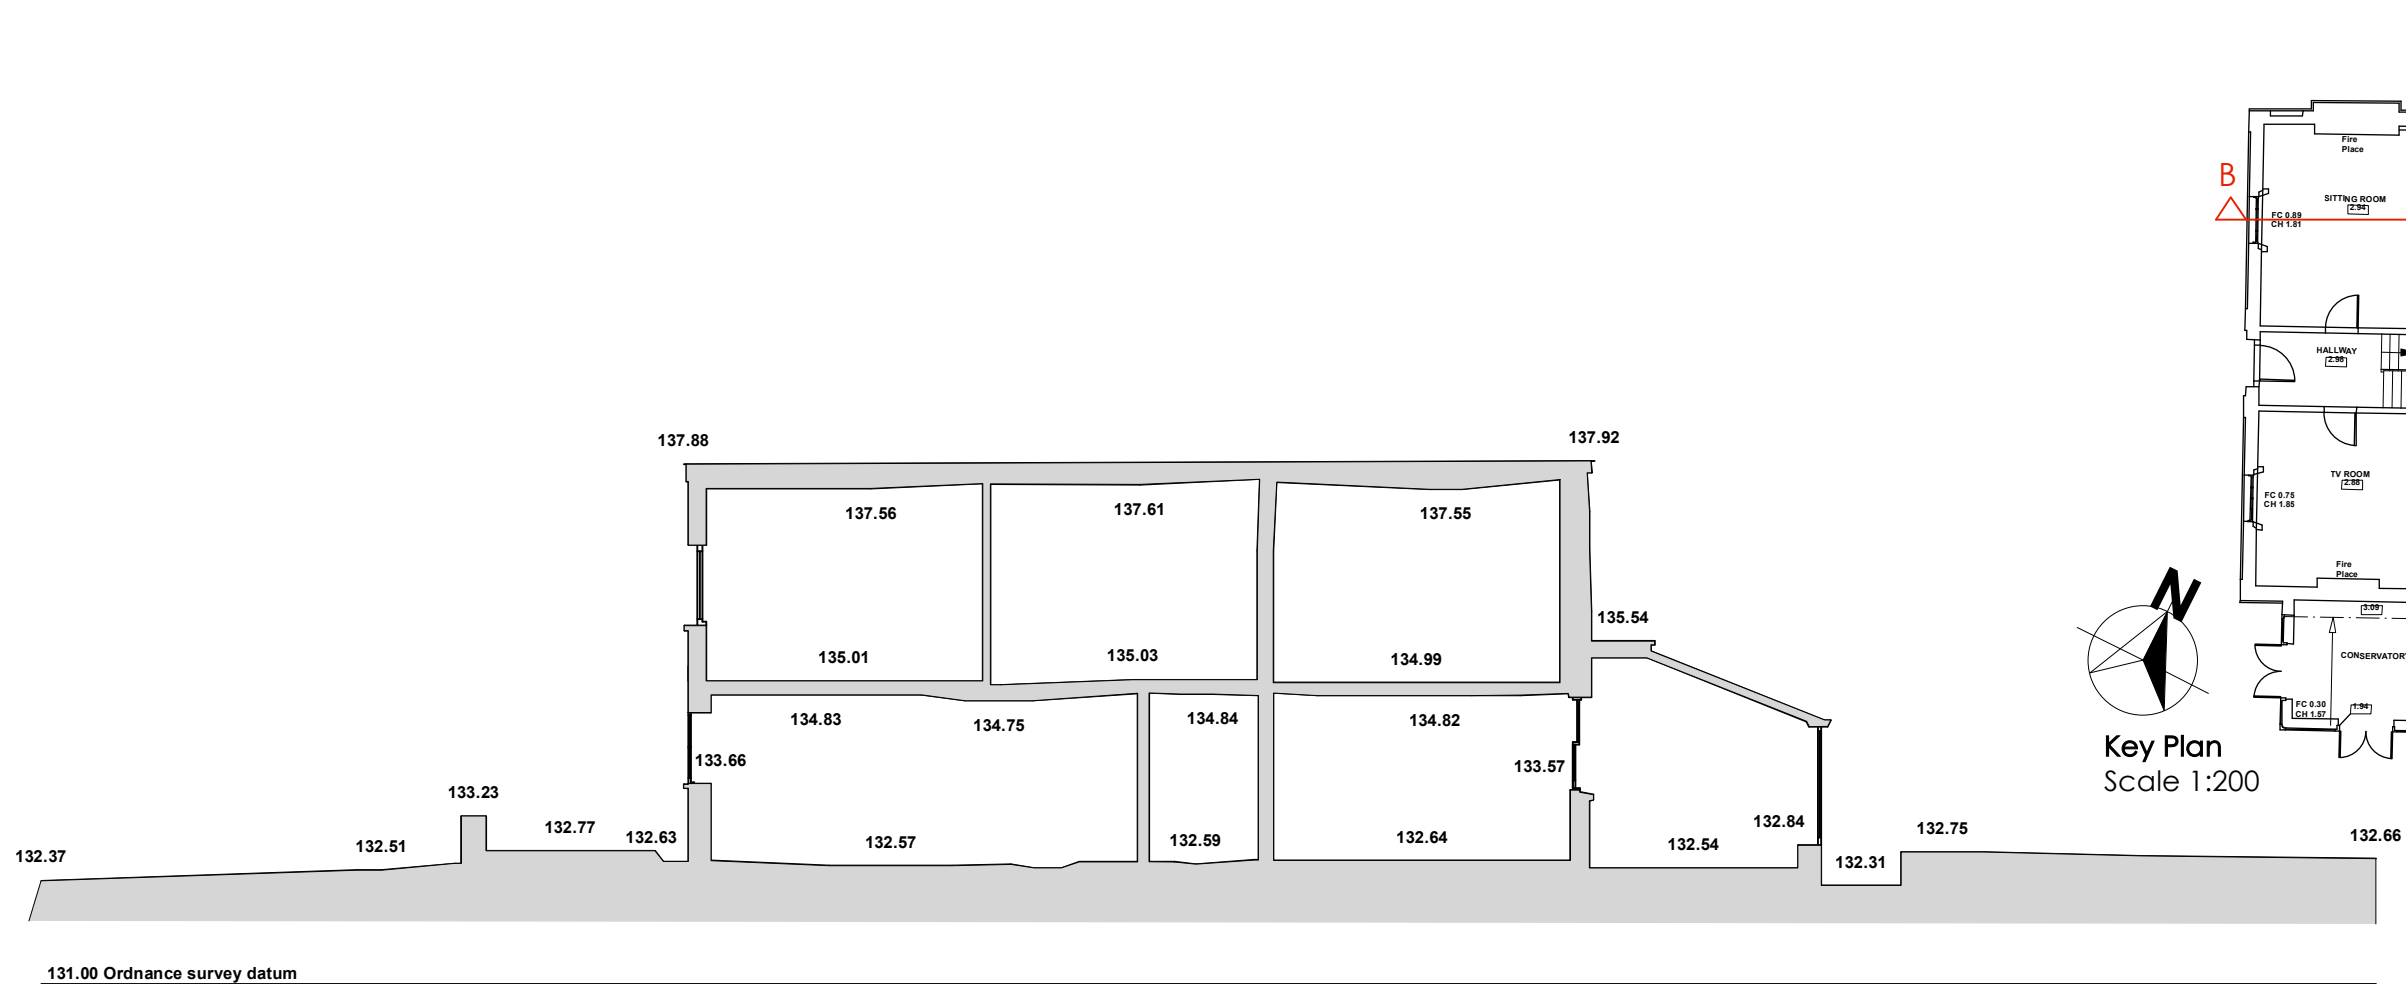 Fire
Place
B
SITTING ROOM
2.94
FC 0.89
CH 1.81
HALLWAY
2.98
137.88
137.92
TV ROOM
2.88
FC 0.75
CH 1.85
137.56
137.61
137.55
Fire
Place
N
3.09
135.54
135.01
135.03
134.99
CONSERVATORY
FC 0.30
CH 1.57
1.94
134.83
134.75
134.84
134.82
Key Plan
Scale 1:200
133.66
133.57
133.23
132.77
132.63
132.84
132.75
132.66
132.37
132.51
132.57
132.59
132.64
132.54
132.31
131.00 Ordnance survey datum